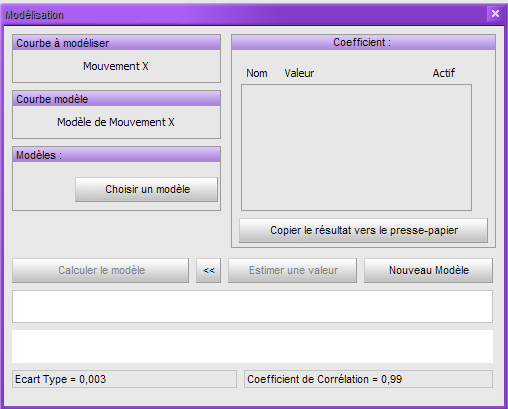 Modélisation
Courbe à modéliser
Mouvement X
Courbe modèle
Modèle de Mouvement X
Modèles :
Choisir un modèle
Coefficient :
Nom Valeur Actif
Copier le résultat vers le presse-papier
Calculer le modèle << Estimer une valeur Nouveau Modèle
Ecart Type = 0,003 Coefficient de Corrélation = 0,99